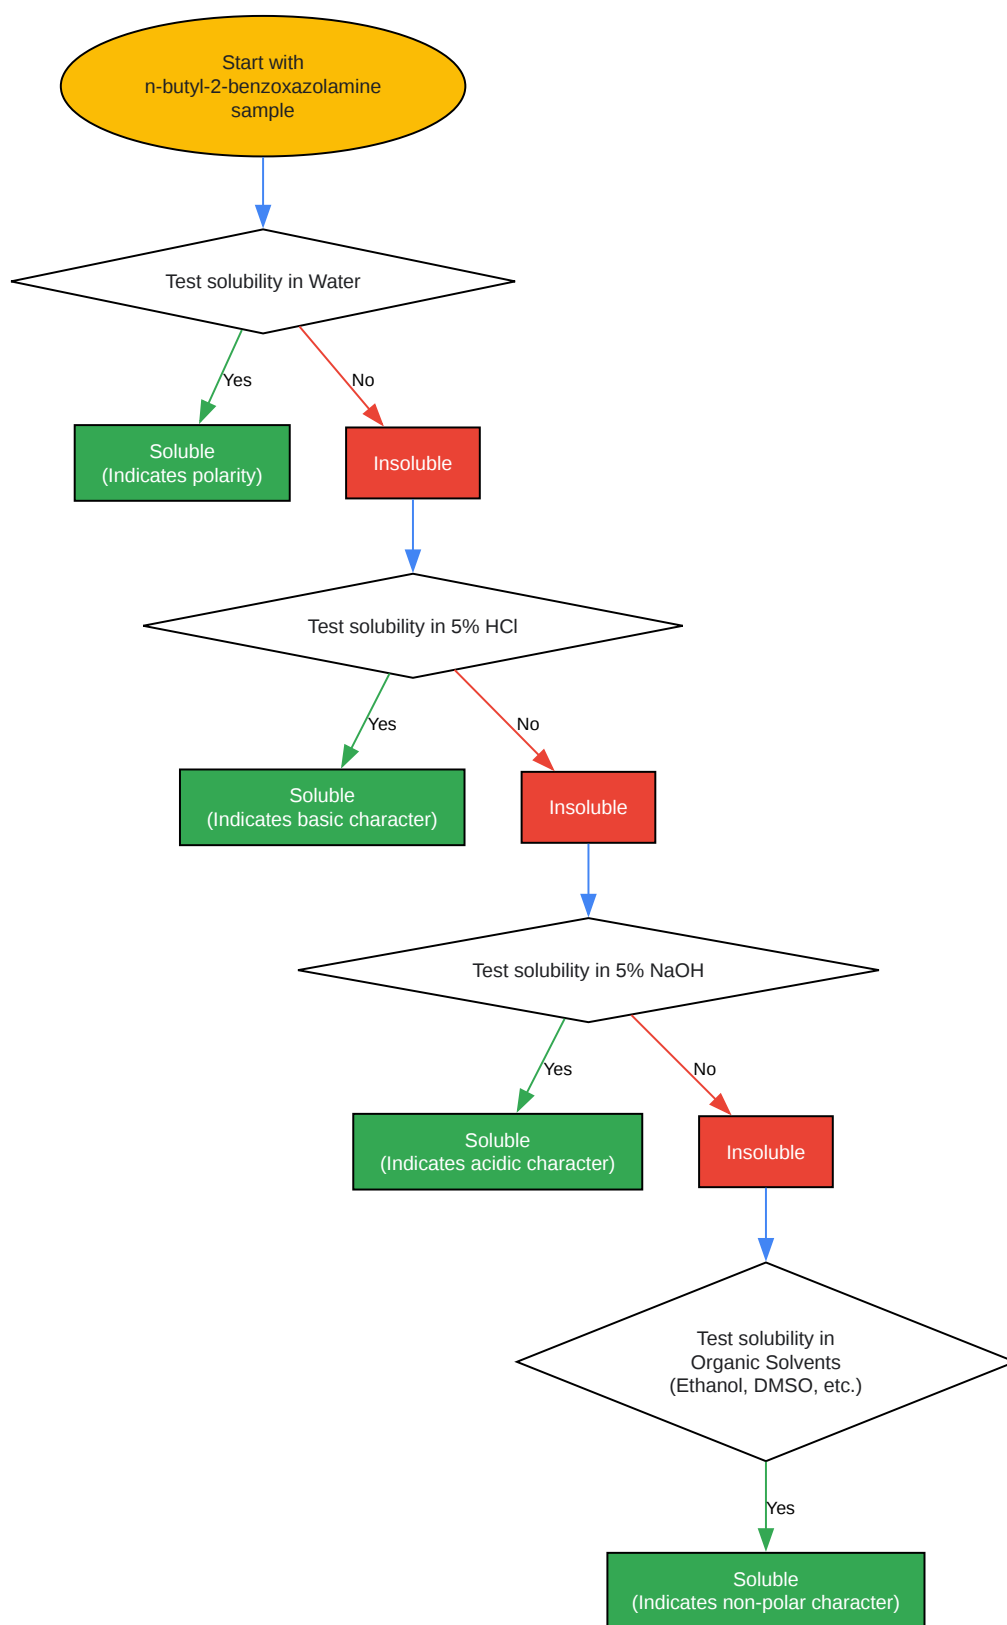 Start with
n-butyl-2-benzoxazolamine
sample
Test solubility in Water
Yes
No
Soluble
(Indicates polarity)
Insoluble
Test solubility in 5% HCl
Yes
No
Soluble
(Indicates basic character)
Insoluble
Test solubility in 5% NaOH
Yes
No
Soluble
(Indicates acidic character)
Insoluble
Test solubility in
Organic Solvents
(Ethanol, DMSO, etc.)
Yes
Soluble
(Indicates non-polar character)